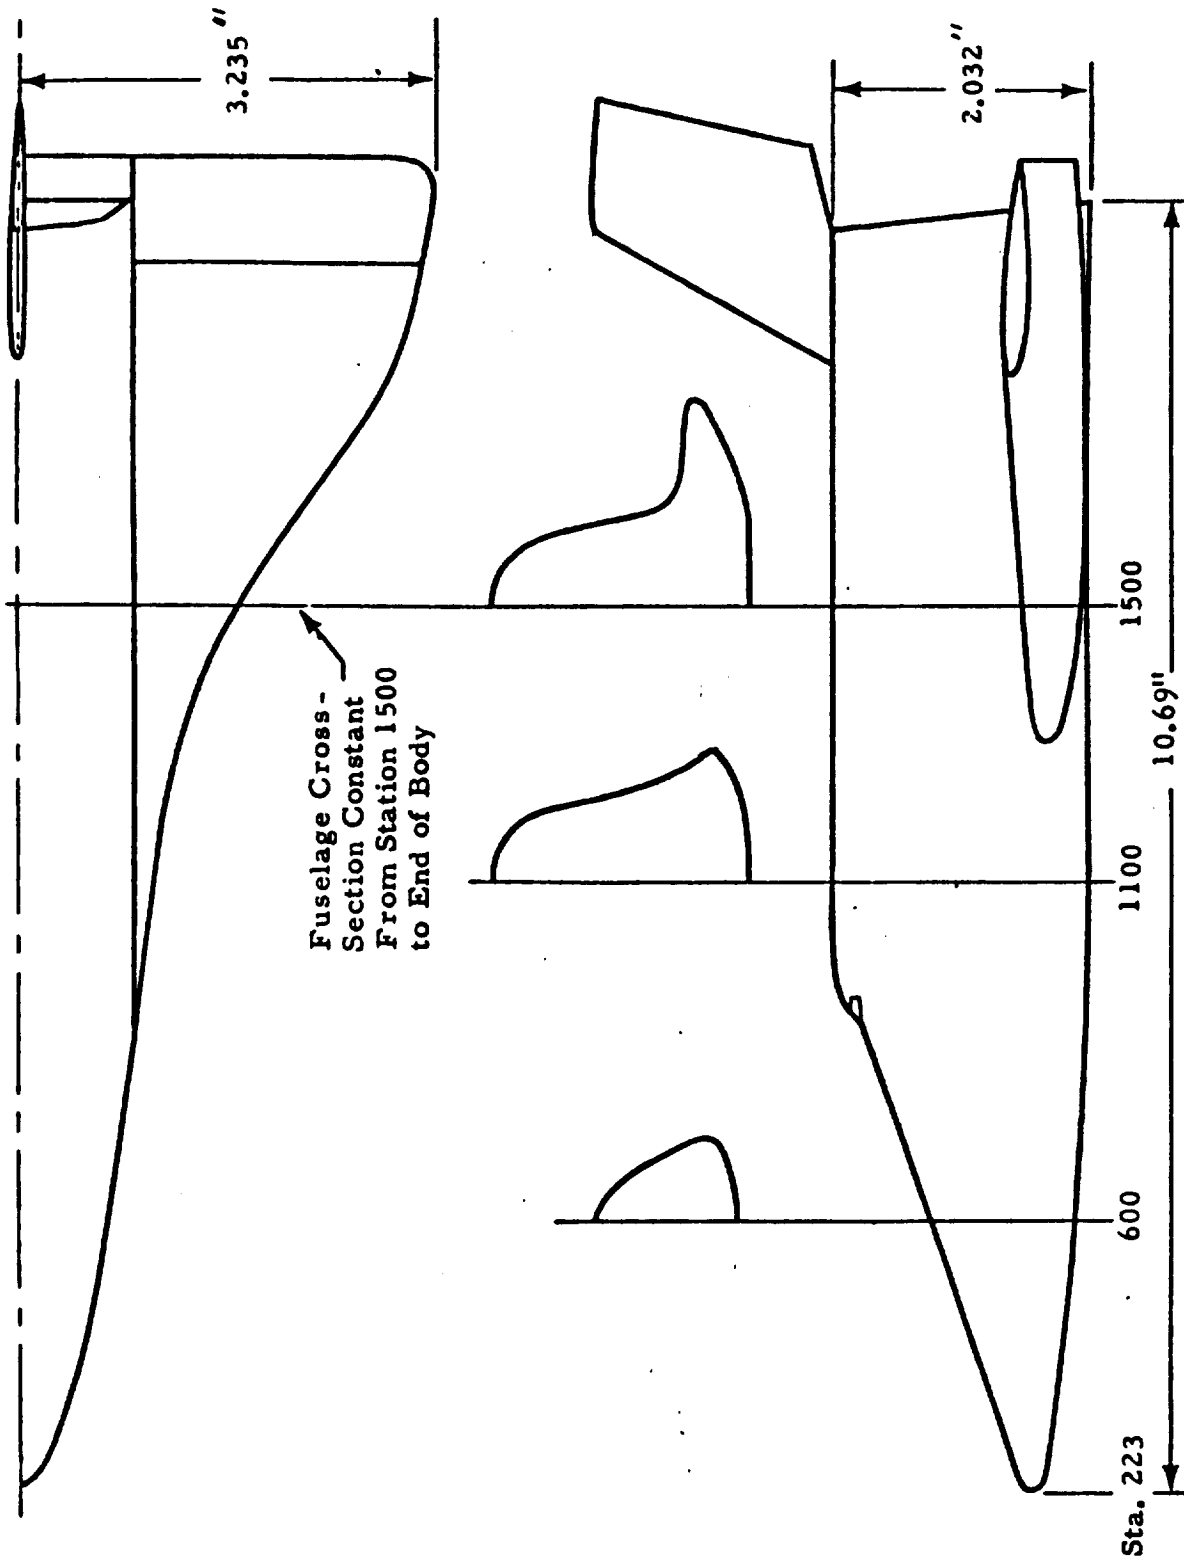 3.235"
Fuselage Cross-
Section Constant
From Station 1500
to End of Body
2.032"
Sta. 223
600
1100
1500
10.69"